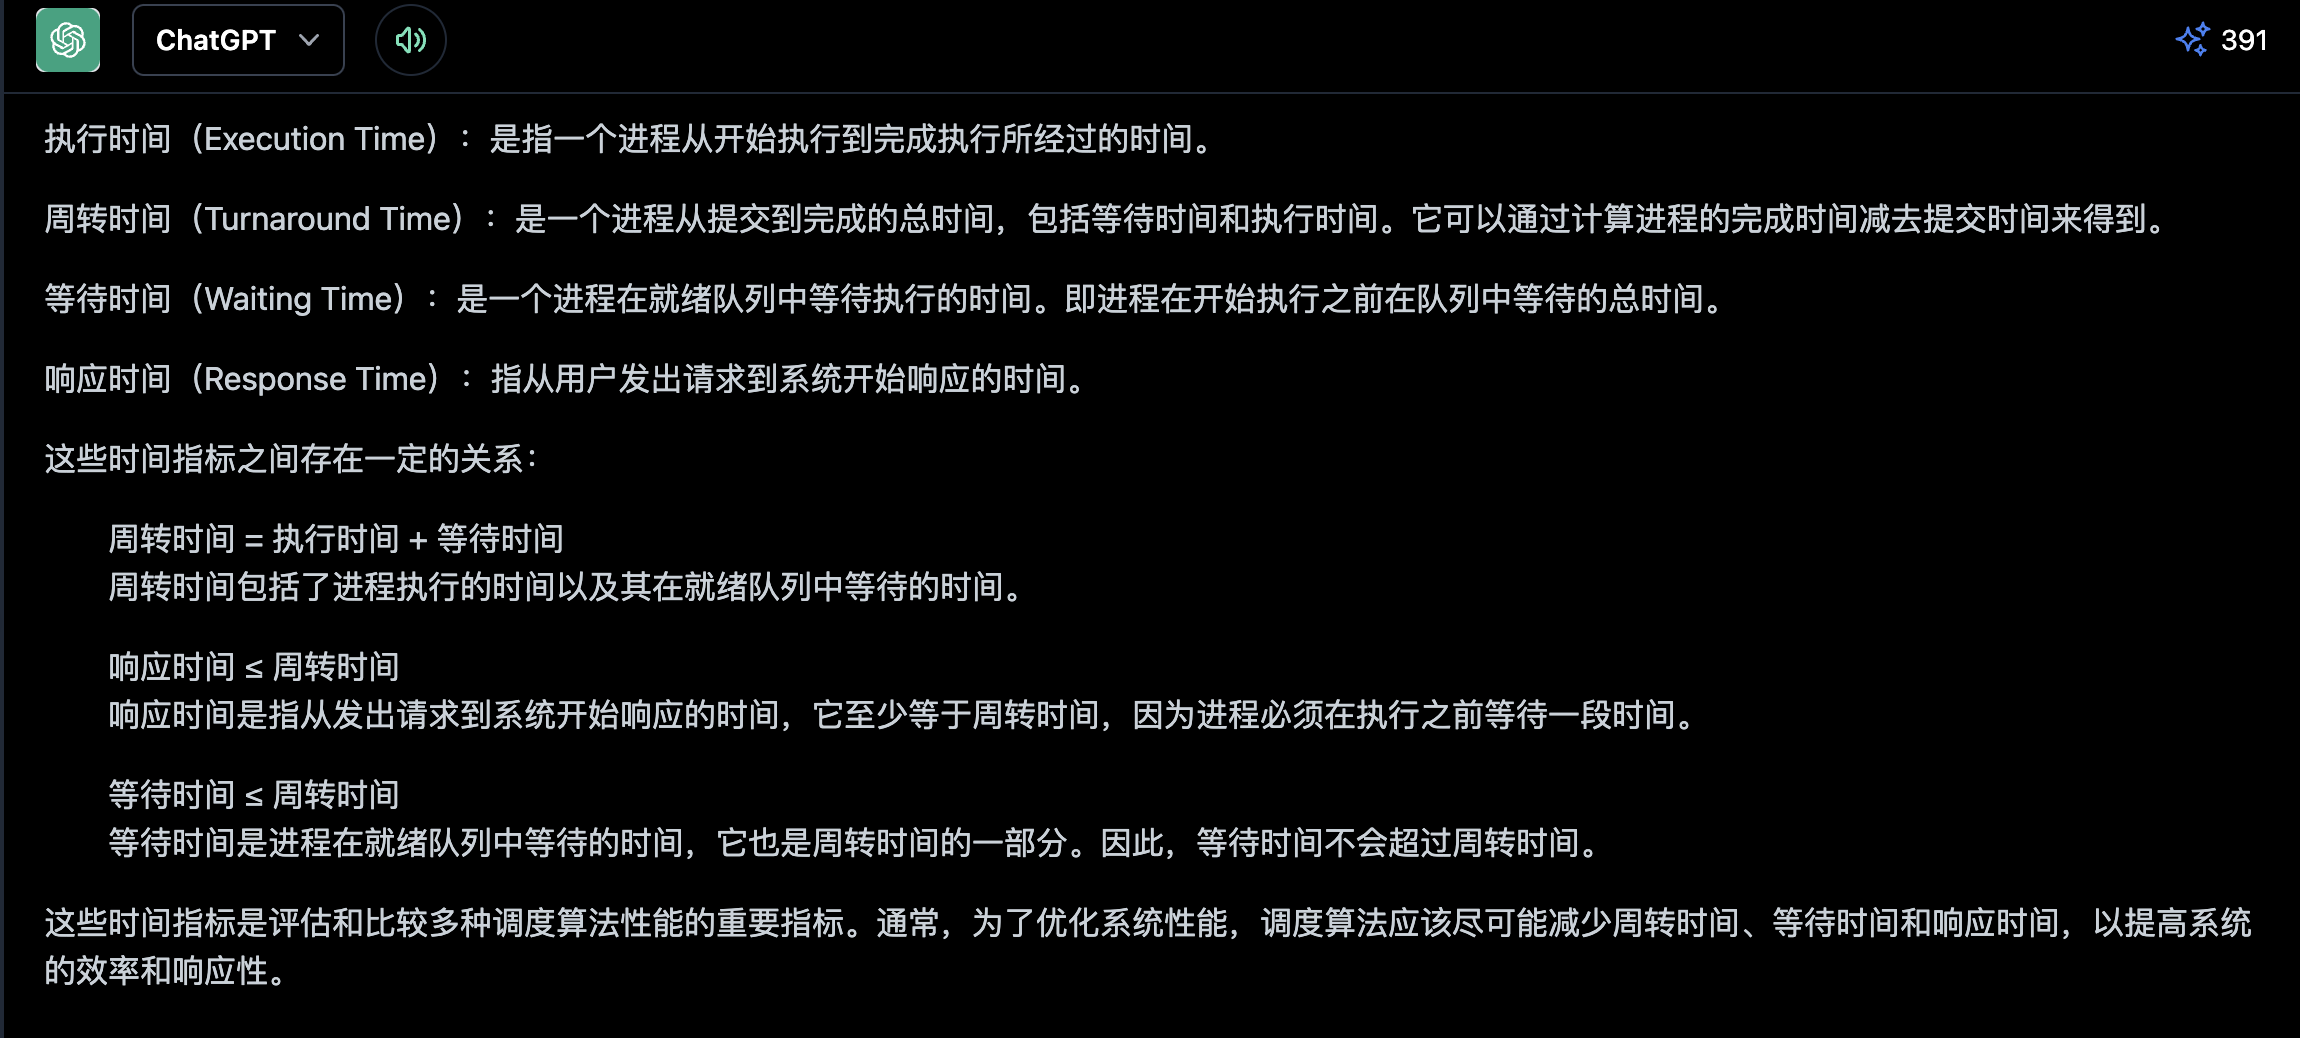 ChatGPT
391
执行时间（Execution Time）：是指一个进程从开始执行到完成执行所经过的时间。
周转时间（Turnaround Time）：是一个进程从提交到完成的总时间，包括等待时间和执行时间。它可以通过计算进程的完成时间减去提交时间来得到。
等待时间（Waiting Time）：是一个进程在就绪队列中等待执行的时间。即进程在开始执行之前在队列中等待的总时间。
响应时间（Response Time）：指从用户发出请求到系统开始响应的时间。
这些时间指标之间存在一定的关系：
周转时间 = 执行时间 + 等待时间
周转时间包括了进程执行的时间以及其在就绪队列中等待的时间。
响应时间 ≤ 周转时间
响应时间是指从发出请求到系统开始响应的时间，它至少等于周转时间，因为进程必须在执行之前等待一段时间。
等待时间 ≤ 周转时间
等待时间是进程在就绪队列中等待的时间，它也是周转时间的一部分。因此，等待时间不会超过周转时间。
这些时间指标是评估和比较多种调度算法性能的重要指标。通常，为了优化系统性能，调度算法应该尽可能减少周转时间、等待时间和响应时间，以提高系统
的效率和响应性。